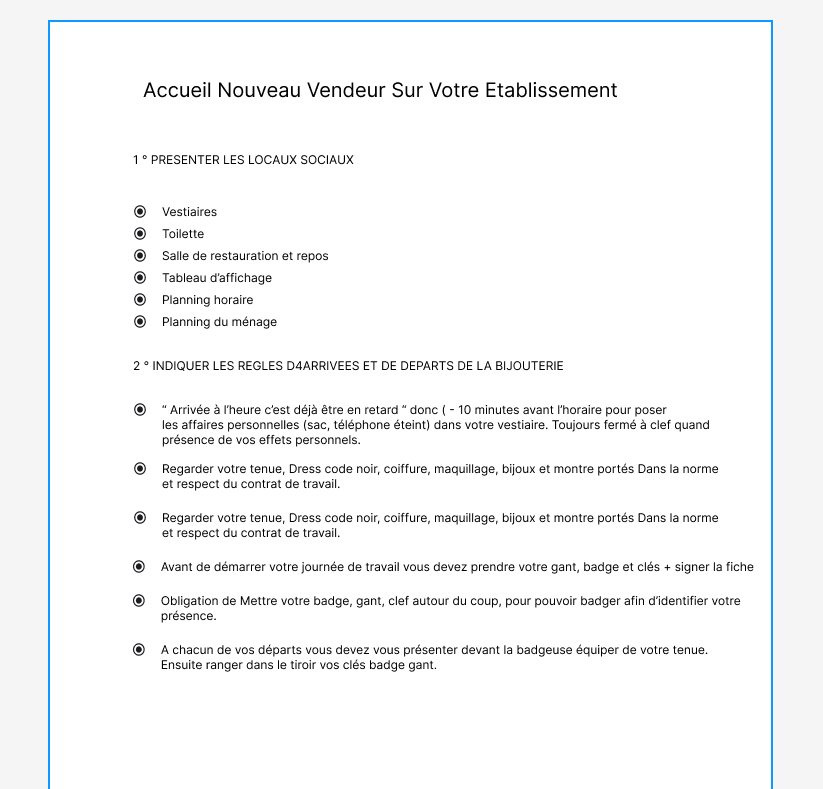 Accueil Nouveau Vendeur Sur Votre Etablissement
1 ° PRESENTER LES LOCAUX SOCIAUX
Vestiaires
Toilette
Salle de restauration et repos
Tableau d’affichage
Planning horaire
Planning du ménage
2 ° INDIQUER LES REGLES D4ARRIVEES ET DE DEPARTS DE LA BIJOUTERIE
“ Arrivée à l’heure c’est déjà être en retard “ donc ( - 10 minutes avant l’horaire pour poser
les affaires personnelles (sac, téléphone éteint) dans votre vestiaire. Toujours fermé à clef quand
présence de vos effets personnels.
Regarder votre tenue, Dress code noir, coiffure, maquillage, bijoux et montre portés Dans la norme
et respect du contrat de travail.
Regarder votre tenue, Dress code noir, coiffure, maquillage, bijoux et montre portés Dans la norme
et respect du contrat de travail.
Avant de démarrer votre journée de travail vous devez prendre votre gant, badge et clés + signer la fiche
Obligation de Mettre votre badge, gant, clef autour du coup, pour pouvoir badger afin d’identifier votre
présence.
A chacun de vos départs vous devez vous présenter devant la badgeuse équiper de votre tenue.
Ensuite ranger dans le tiroir vos clés badge gant.